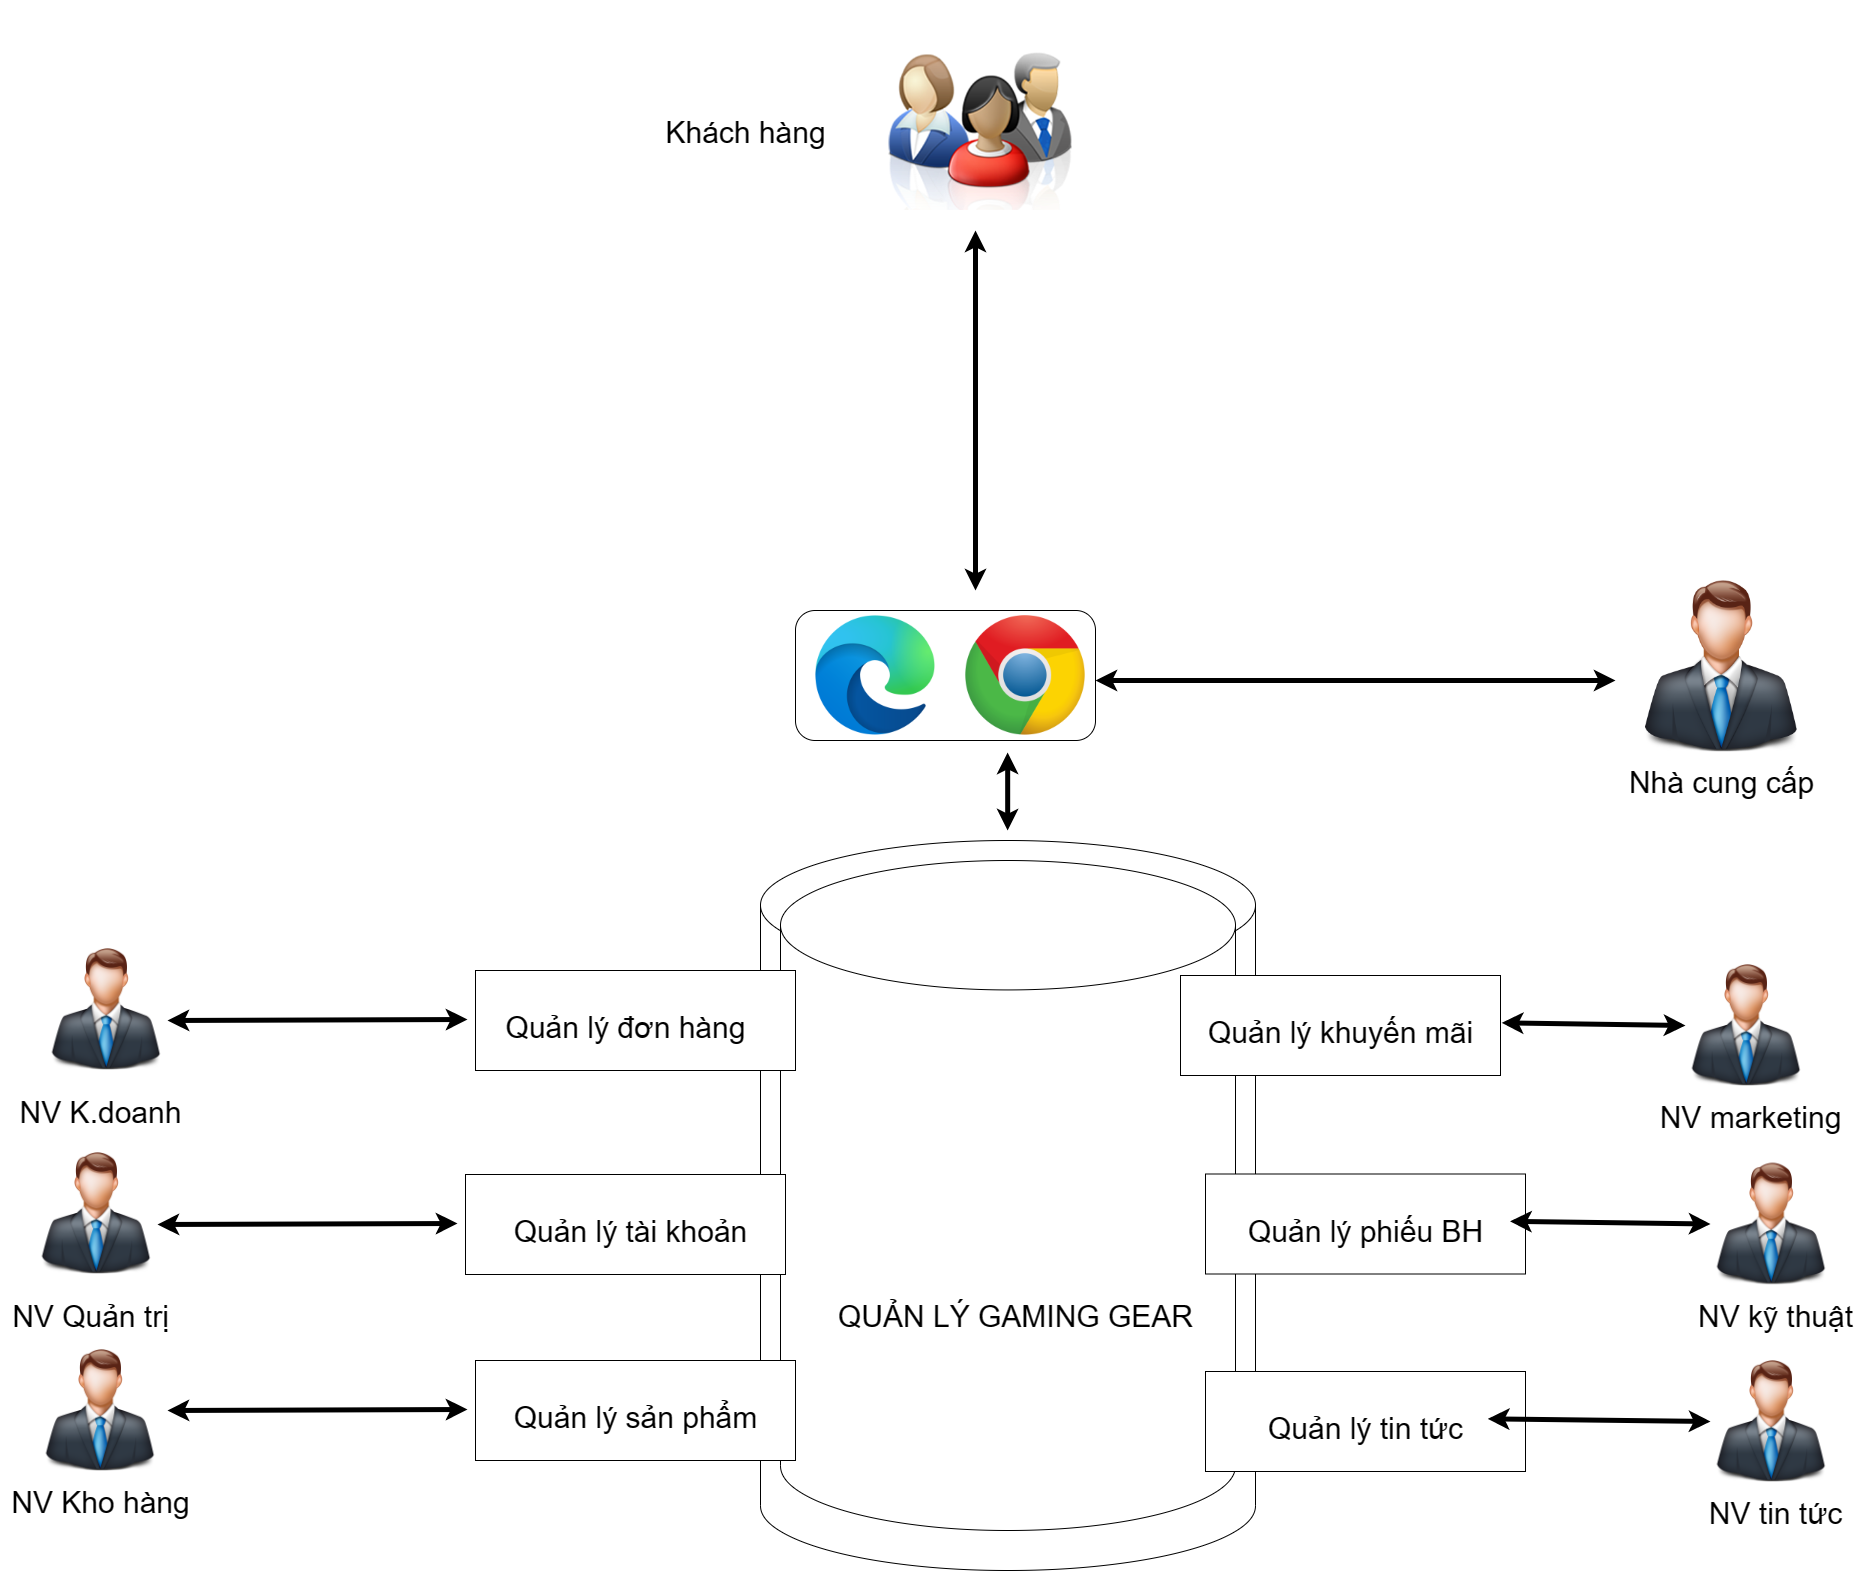 Khách hàng
Nhà cung cấp
Quản lý đơn hàng
Quản lý khuyến mãi
NV K.doanh
NV marketing
Quản lý tài khoản
Quản lý phiếu BH
NV Quản trị
QUẢN LÝ GAMING GEAR
NV kỹ thuật
Quản lý sản phẩm
Quản lý tin tức
NV Kho hàng
NV tin tức